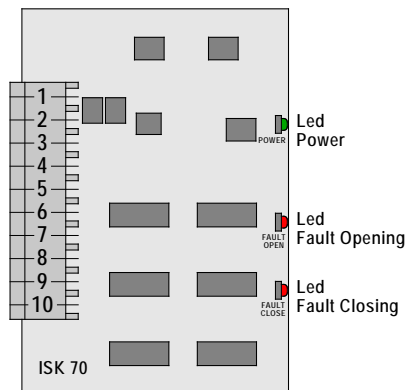 1
2
3
4
5
6
7
8
9
10
POWER
Led
Power
FAULT
OPEN
Led
Fault Opening
FAULT
CLOSE
Led
Fault Closing
ISK 70